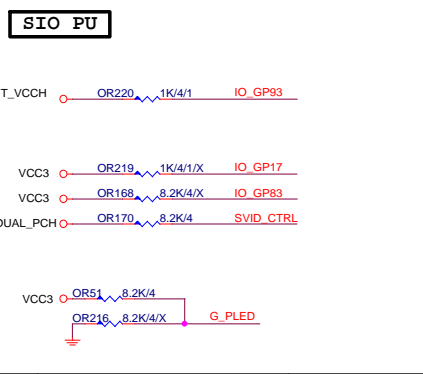 SIO PU
T_VCCH OR220 1K/4/1 IO_GP93
VCC3 OR219 1K/4/1/X IO_GP17
VCC3 OR168 8.2K/4/X IO_GP83
DUAL_PCH OR170 8.2K/4 SVID_CTRL
VCC3 OR51 8.2K/4
OR216 8.2K/4/X G_PLED